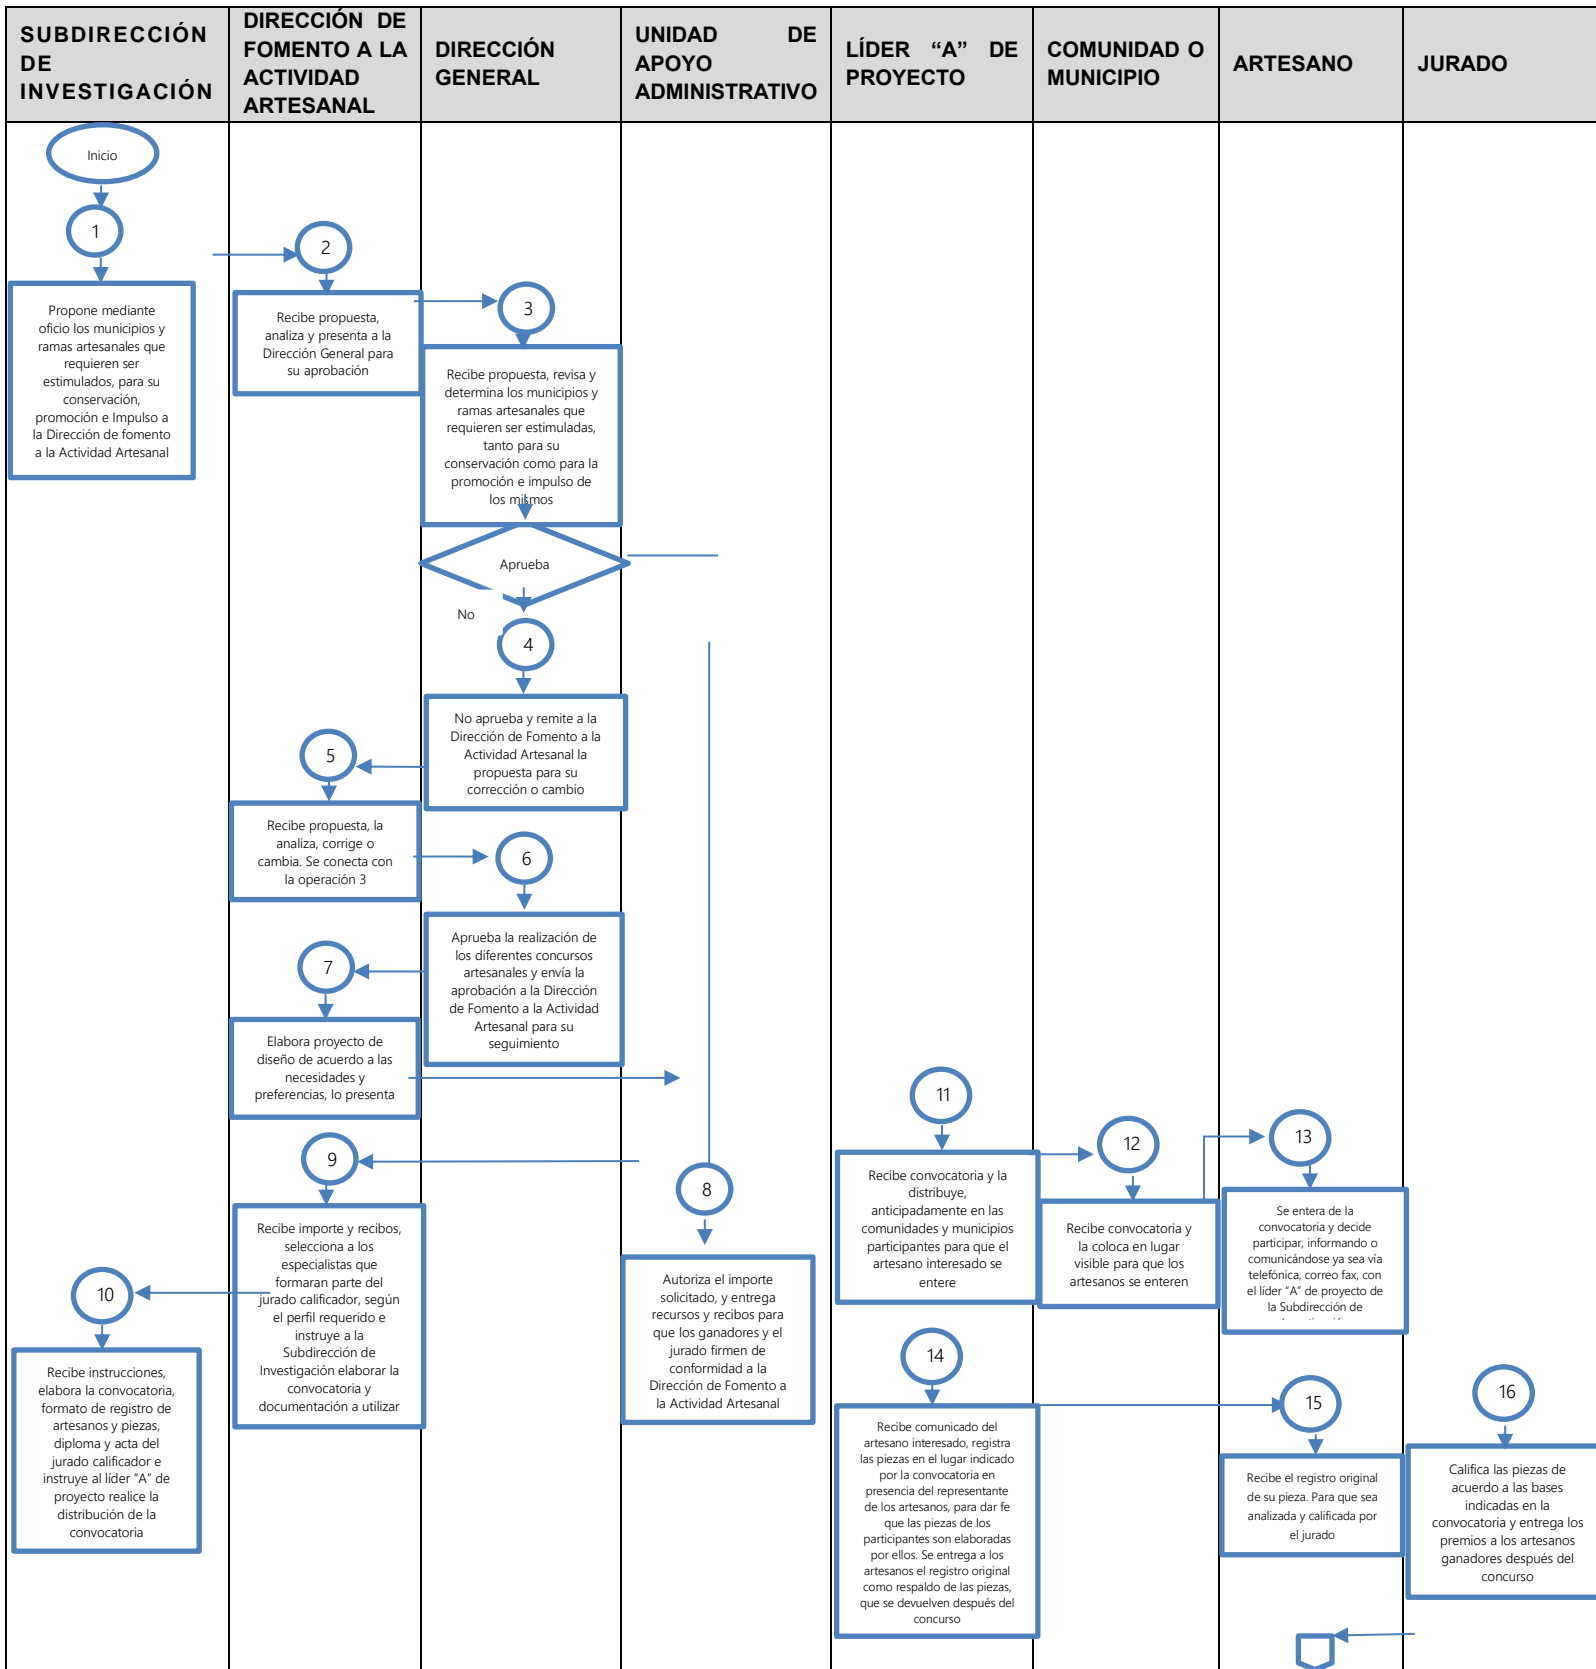 SUBDIRECCIÓN
DE
INVESTIGACIÓN
DIRECCIÓN DE
FOMENTO A LA
ACTIVIDAD
ARTESANAL
DIRECCIÓN
GENERAL
UNIDAD DE
APOYO
ADMINISTRATIVO
LÍDER “A” DE
PROYECTO
COMUNIDAD O
MUNICIPIO
ARTESANO
JURADO
Inicio
1
Propone mediante
oficio los municipios y
ramas artesanales que
requieren ser
estimulados, para su
conservación,
promoción e Impulso a
la Dirección de fomento
a la Actividad Artesanal
2
Recibe propuesta,
analiza y presenta a la
Dirección General para
su aprobación
3
Recibe propuesta, revisa y
determina los municipios y
ramas artesanales que
requieren ser estimuladas,
tanto para su
conservación como para la
promoción e impulso de
los mismos
Aprueba
No
4
No aprueba y remite a la
Dirección de Fomento a la
Actividad Artesanal la
propuesta para su
corrección o cambio
5
Recibe propuesta, la
analiza, corrige o
cambia. Se conecta con
la operación 3
6
Aprueba la realización de
los diferentes concursos
artesanales y envía la
aprobación a la Dirección
de Fomento a la Actividad
Artesanal para su
seguimiento
7
Elabora proyecto de
diseño de acuerdo a las
necesidades y
preferencias, lo presenta
8
Autoriza el importe
solicitado, y entrega
recursos y recibos para
que los ganadores y el
jurado firmen de
conformidad a la
Dirección de Fomento a
la Actividad Artesanal
9
Recibe importe y recibos,
selecciona a los
especialistas que
formaran parte del
jurado calificador, según
el perfil requerido e
instruye a la
Subdirección de
Investigación elaborar la
convocatoria y
documentación a utilizar
10
Recibe instrucciones,
elabora la convocatoria,
formato de registro de
artesanos y piezas,
diploma y acta del
jurado calificador e
instruye al líder “A” de
proyecto realice la
distribución de la
convocatoria
11
Recibe convocatoria y la
distribuye,
anticipadamente en las
comunidades y municipios
participantes para que el
artesano interesado se
entere
12
Recibe convocatoria y
la coloca en lugar
visible para que los
artesanos se enteren
13
Se entera de la
convocatoria y decide
participar, informando o
comunicándose ya sea vía
telefónica, correo fax, con
el líder “A” de proyecto de
la Subdirección de
14
Recibe comunicado del
artesano interesado, registra
las piezas en el lugar indicado
por la convocatoria en
presencia del representante
de los artesanos, para dar fe
que las piezas de los
participantes son elaboradas
por ellos. Se entrega a los
artesanos el registro original
como respaldo de las piezas,
que se devuelven después del
concurso
15
Recibe el registro original
de su pieza. Para que sea
analizada y calificada por
el jurado
16
Califica las piezas de
acuerdo a las bases
indicadas en la
convocatoria y entrega los
premios a los artesanos
ganadores después del
concurso